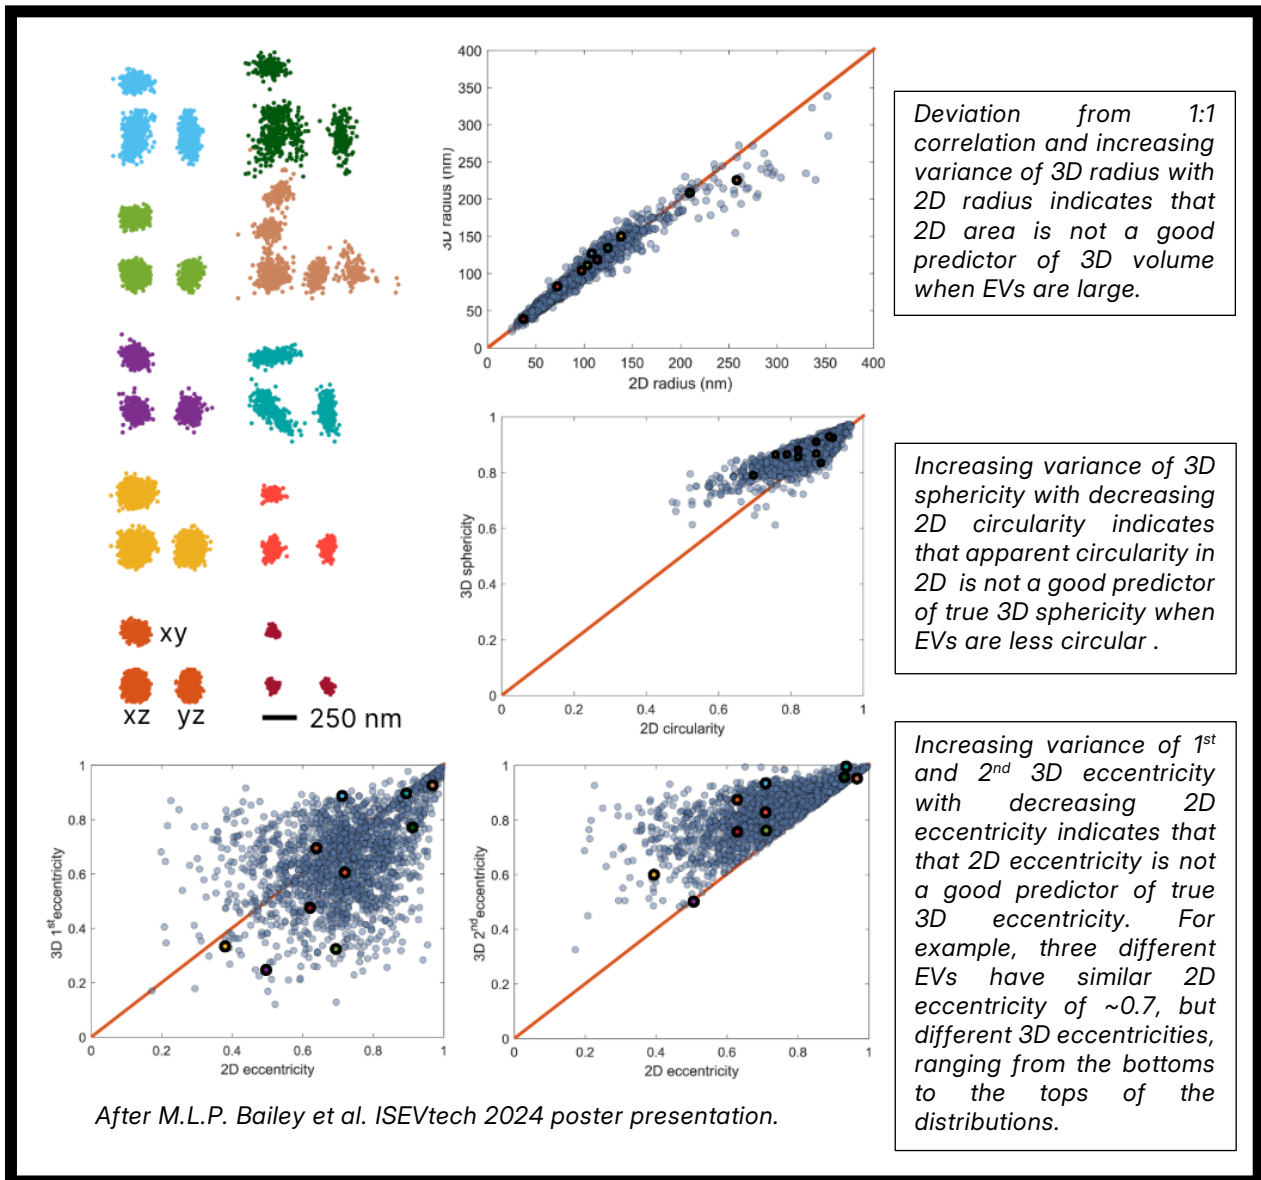 xy
xz yz
250 nm
400
350
300
250
200
150
100
50
0
3D radius (nm)
0 50 100 150 200 250 300 350 400
2D radius (nm)
Deviation from 1:1
correlation and increasing
variance of 3D radius with
2D radius indicates that
2D area is not a good
predictor of 3D volume
when EVs are large.
1
0.8
0.6
0.4
0.2
0
3D sphericity
0 0.2 0.4 0.6 0.8 1
2D circularity
Increasing variance of 3D
sphericity with decreasing
2D circularity indicates
that apparent circularity in
2D is not a good predictor
of true 3D sphericity when
EVs are less circular .
1
0.8
0.6
0.4
0.2
0
3D 1st eccentricity
0 0.2 0.4 0.6 0.8 1
2D eccentricity
1
0.8
0.6
0.4
0.2
0
3D 2nd eccentricity
0 0.2 0.4 0.6 0.8 1
2D eccentricity
Increasing variance of 1st
and 2nd 3D eccentricity
with decreasing 2D
eccentricity indicates that
that 2D eccentricity is not
a good predictor of true
3D eccentricity. For
example, three different
EVs have similar 2D
eccentricity of ~0.7, but
different 3D eccentricities,
ranging from the bottoms
to the tops of the
distributions.
After M.L.P. Bailey et al. ISEVtech 2024 poster presentation.